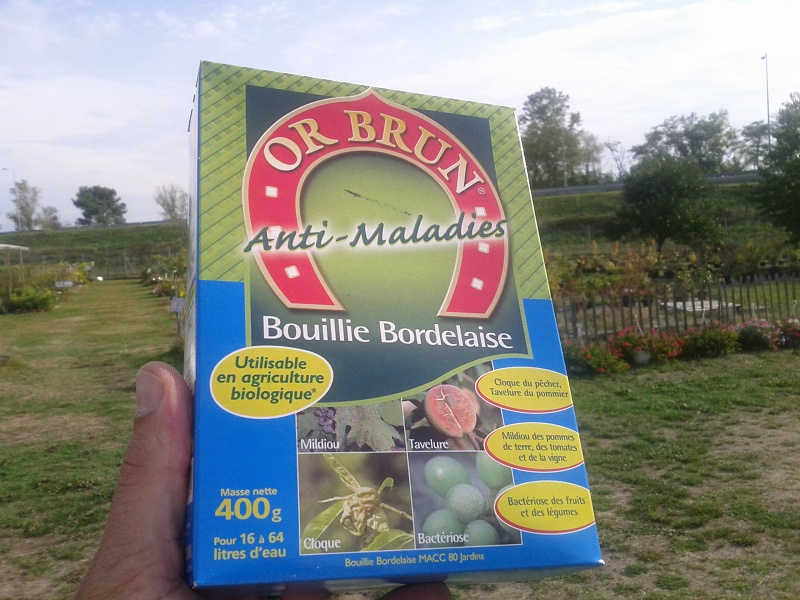 OR BRUN®
Anti-Maladies
Bouillie Bordelaise
Utilisable
en agriculture
biologique*
Cloque du pêcher,
Tavelure du pommier
Mildiou des pommes
de terre, des tomates
et de la vigne
Bactériose des fruits
et des légumes
Mildiou
Tavelure
Cloque
Bactériose
Masse nette
400g
Pour 16 à 64
litres d'eau
Bouillie Bordelaise MACC 80 Jardins